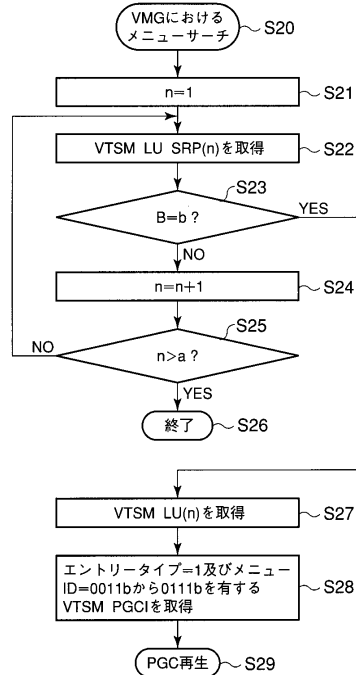 VMGにおける
メニューサーチ
S20
n=1
S21
VTSM LU SRP(n)を取得
S22
S23
B=b ?
YES
NO
n=n+1
S24
S25
NO
n>a ?
YES
終了
S26
VTSM LU(n)を取得
S27
エントリータイプ=1及びメニュー
ID=0011bから0111bを有する
VTSM PGCIを取得
S28
PGC再生
S29